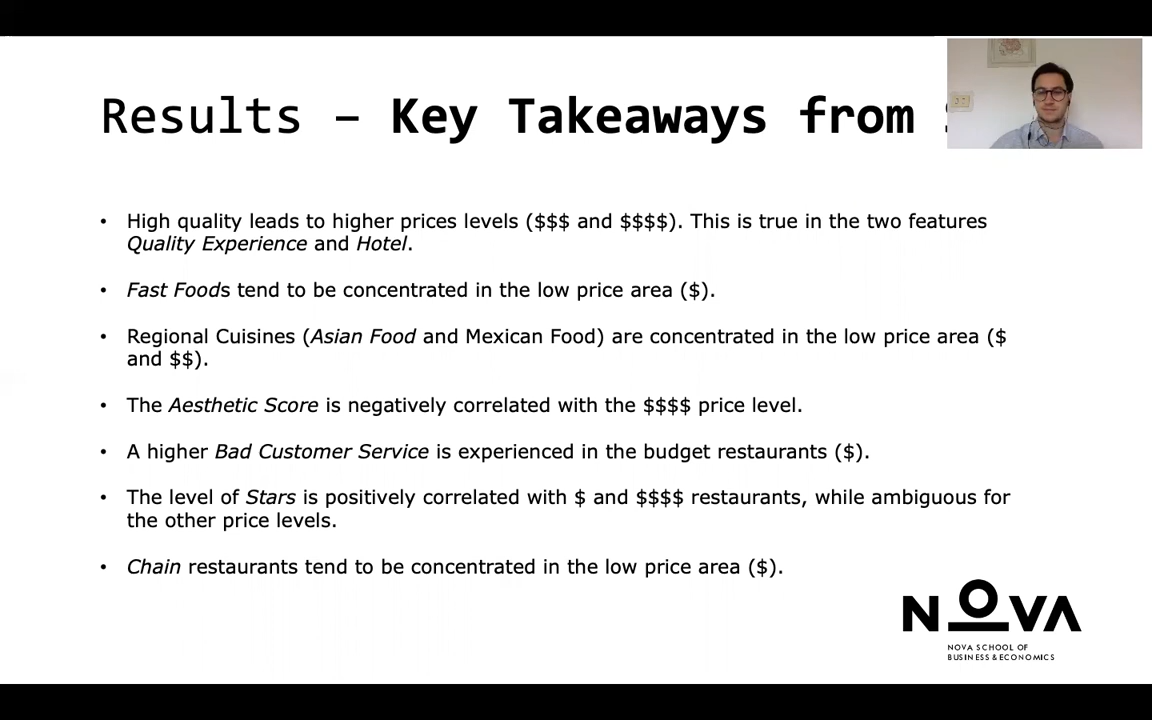 Results – Key Takeaways from
• High quality leads to higher prices levels ($$$ and $$$$). This is true in the two features
Quality Experience and Hotel.
• Fast Foods tend to be concentrated in the low price area ($).
• Regional Cuisines (Asian Food and Mexican Food) are concentrated in the low price area ($
and $$).
• The Aesthetic Score is negatively correlated with the $$$$ price level.
• A higher Bad Customer Service is experienced in the budget restaurants ($).
• The level of Stars is positively correlated with $ and $$$$ restaurants, while ambiguous for
the other price levels.
• Chain restaurants tend to be concentrated in the low price area ($).
NOVA
NOVA SCHOOL OF
BUSINESS & ECONOMICS